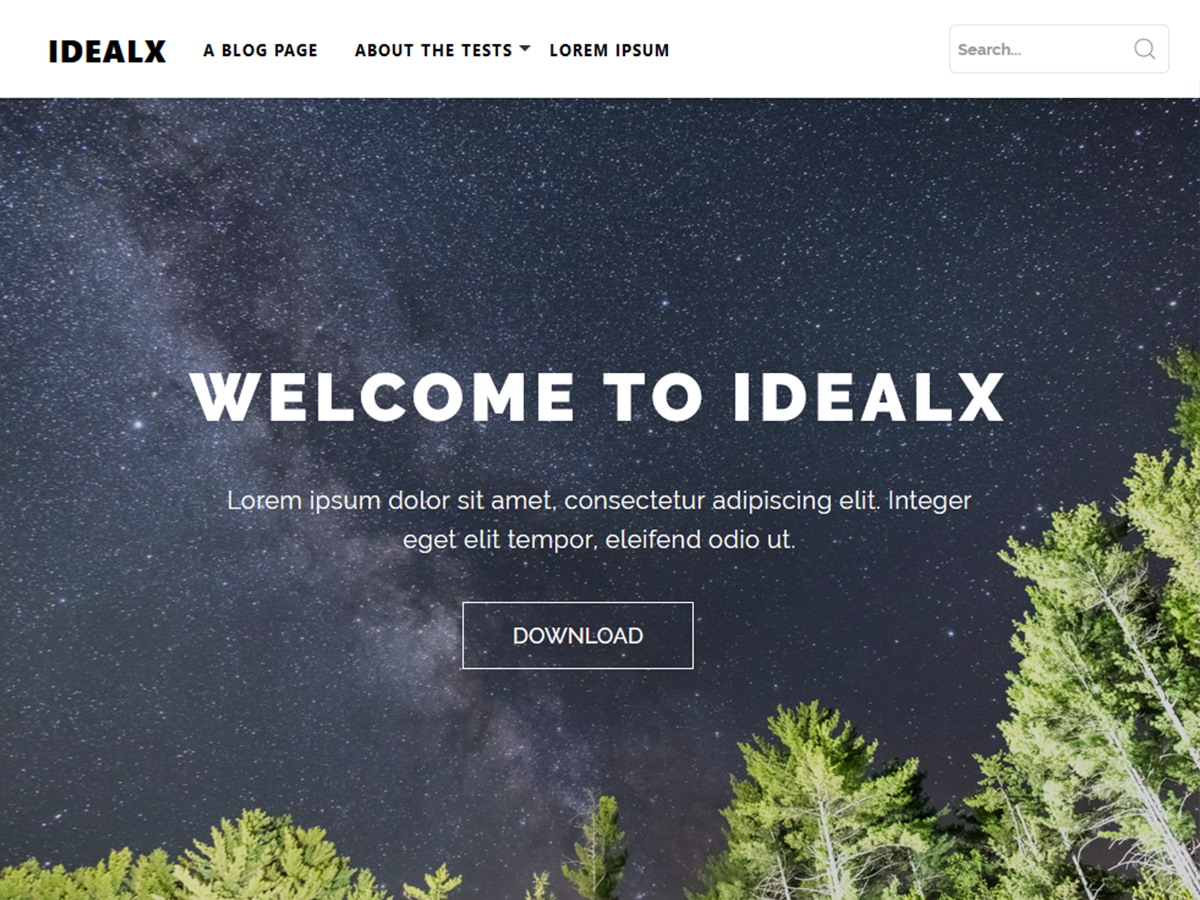 IDEALX A BLOG PAGE ABOUT THE TESTS LOREM IPSUM Search...
WELCOME TO IDEALX
Lorem ipsum dolor sit amet, consectetur adipiscing elit. Integer
eget elit tempor, eleifend odio ut.
DOWNLOAD